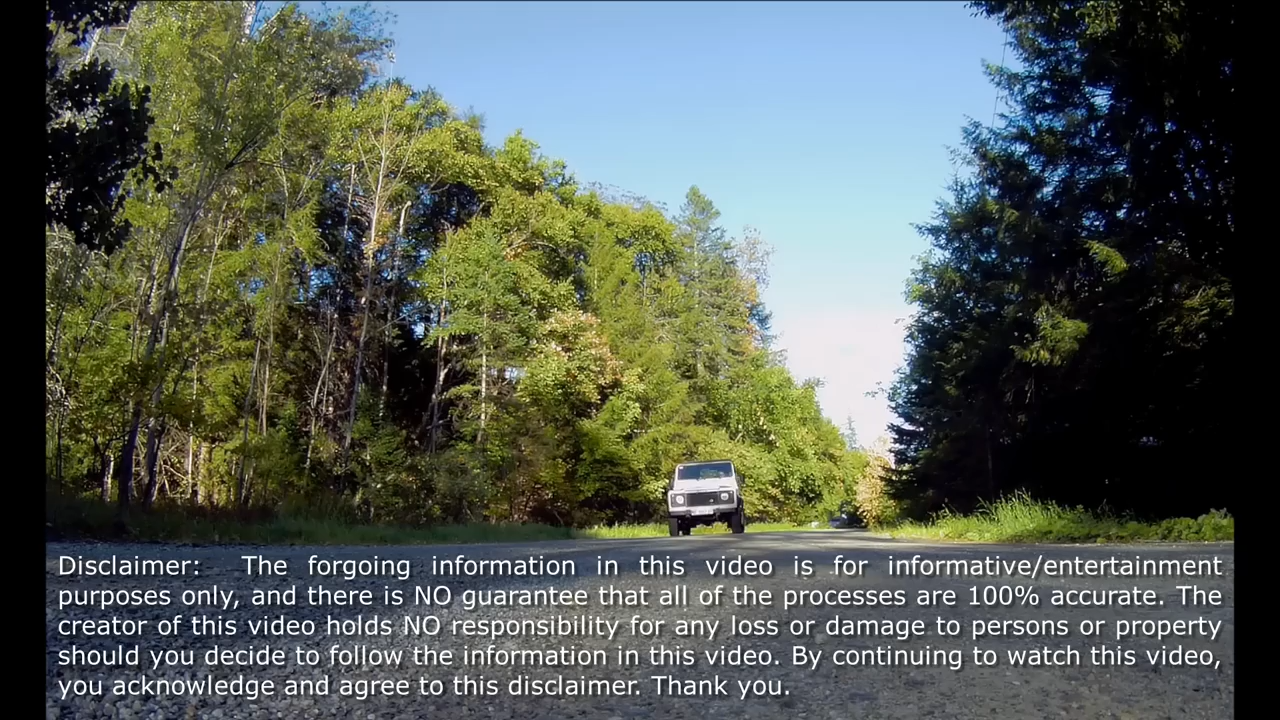 Disclaimer: The forgoing information in this video is for informative/entertainment
purposes only, and there is NO guarantee that all of the processes are 100% accurate. The
creator of this video holds NO responsibility for any loss or damage to persons or property
should you decide to follow the information in this video. By continuing to watch this video,
you acknowledge and agree to this disclaimer. Thank you.